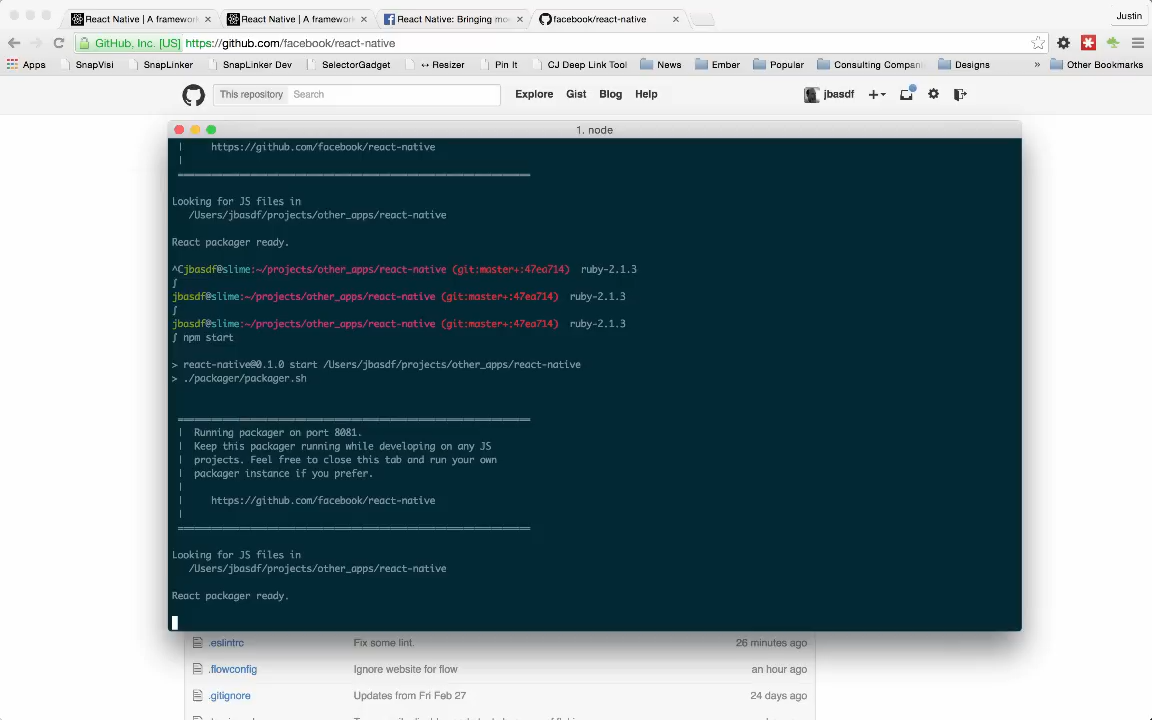 React Native | A framewor
React Native | A framewor
React Native: Bringing mo
facebook/react-native
Justin
GitHub, Inc. [US] https://github.com/facebook/react-native
Apps SnapVisi SnapLinker SnapLinker Dev SelectorGadget ↔ Resizer Pin It CJ Deep Link Tool News Ember Popular Consulting Compani Designs » Other Bookmarks
This repository Search Explore Gist Blog Help jbasdf
1. node
| https://github.com/facebook/react-native
|
Looking for JS files in
/Users/jbasdf/projects/other_apps/react-native
React packager ready.
^Cjbasdf@slime:~/projects/other_apps/react-native (git:master+:47ea714) ruby-2.1.3
∫
jbasdf@slime:~/projects/other_apps/react-native (git:master+:47ea714) ruby-2.1.3
∫
jbasdf@slime:~/projects/other_apps/react-native (git:master+:47ea714) ruby-2.1.3
∫ npm start
> react-native@0.1.0 start /Users/jbasdf/projects/other_apps/react-native
> ./packager/packager.sh
| Running packager on port 8081.
| Keep this packager running while developing on any JS
| projects. Feel free to close this tab and run your own
| packager instance if you prefer.
|
| https://github.com/facebook/react-native
|
Looking for JS files in
/Users/jbasdf/projects/other_apps/react-native
React packager ready.
.eslintrc Fix some lint. 26 minutes ago
.flowconfig Ignore website for flow an hour ago
.gitignore Updates from Fri Feb 27 24 days ago